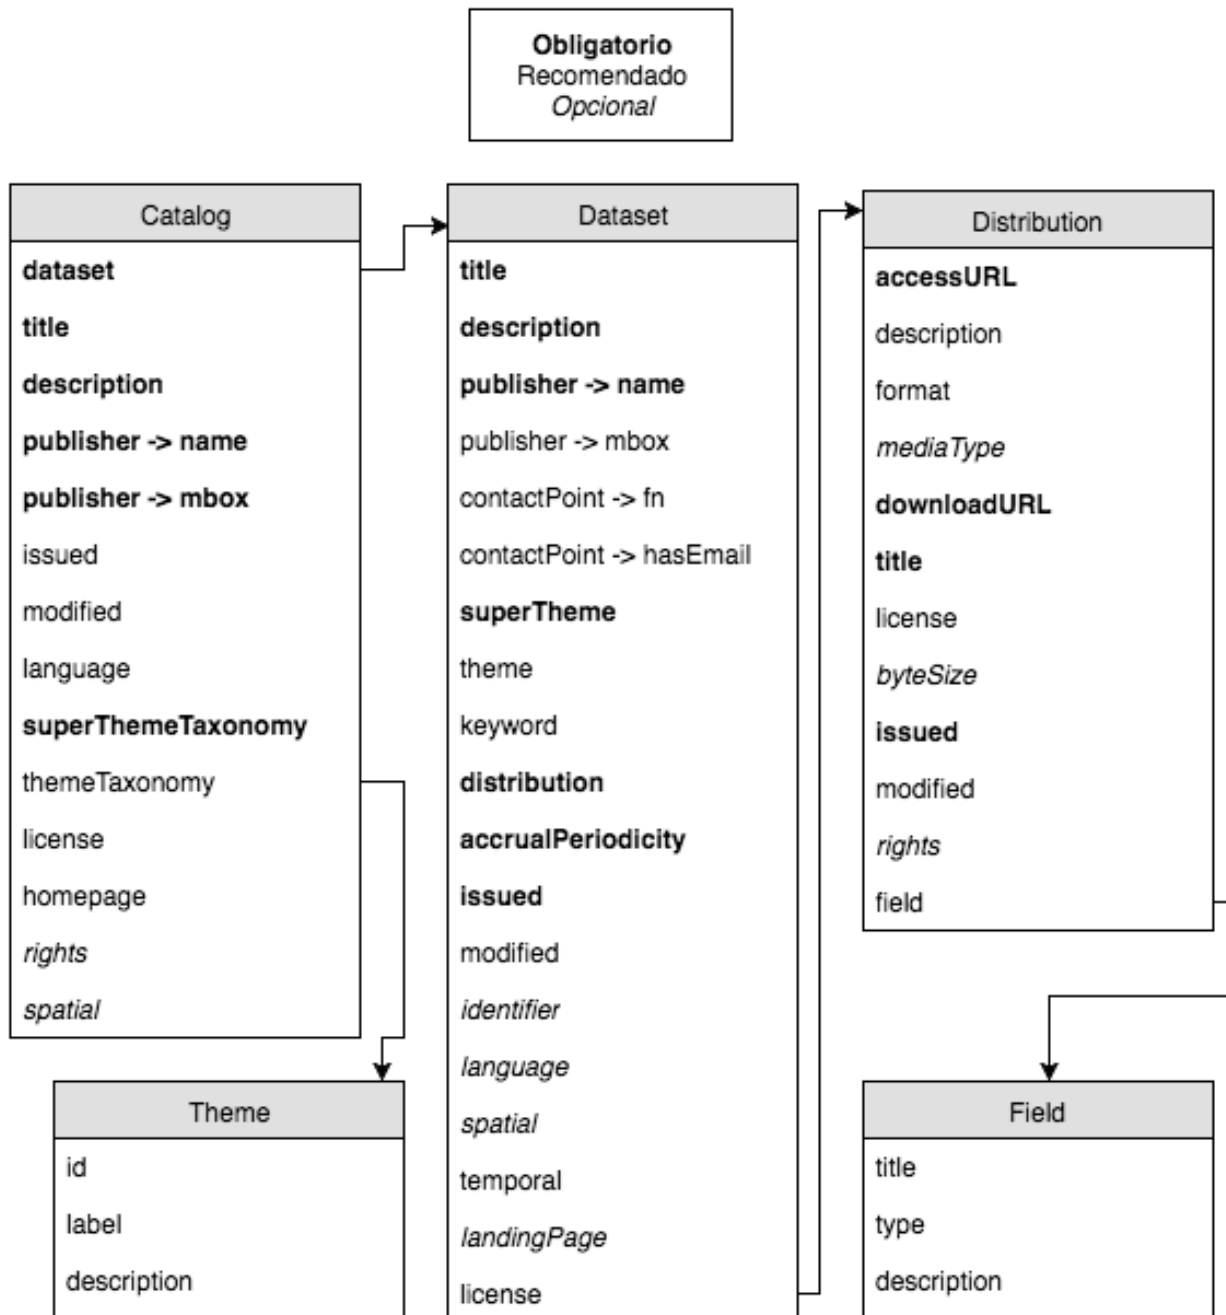 Obligatorio
Recomendado
Opcional
Catalog
dataset
title
description
publisher -> name
publisher -> mbox
issued
modified
language
superThemeTaxonomy
themeTaxonomy
license
homepage
rights
spatial
Dataset
title
description
publisher -> name
publisher -> mbox
contactPoint -> fn
contactPoint -> hasEmail
superTheme
theme
keyword
distribution
accrualPeriodicity
issued
modified
identifier
language
spatial
temporal
landingPage
license
Distribution
accessURL
description
format
mediaType
downloadURL
title
license
byteSize
issued
modified
rights
field
Theme
id
label
description
Field
title
type
description